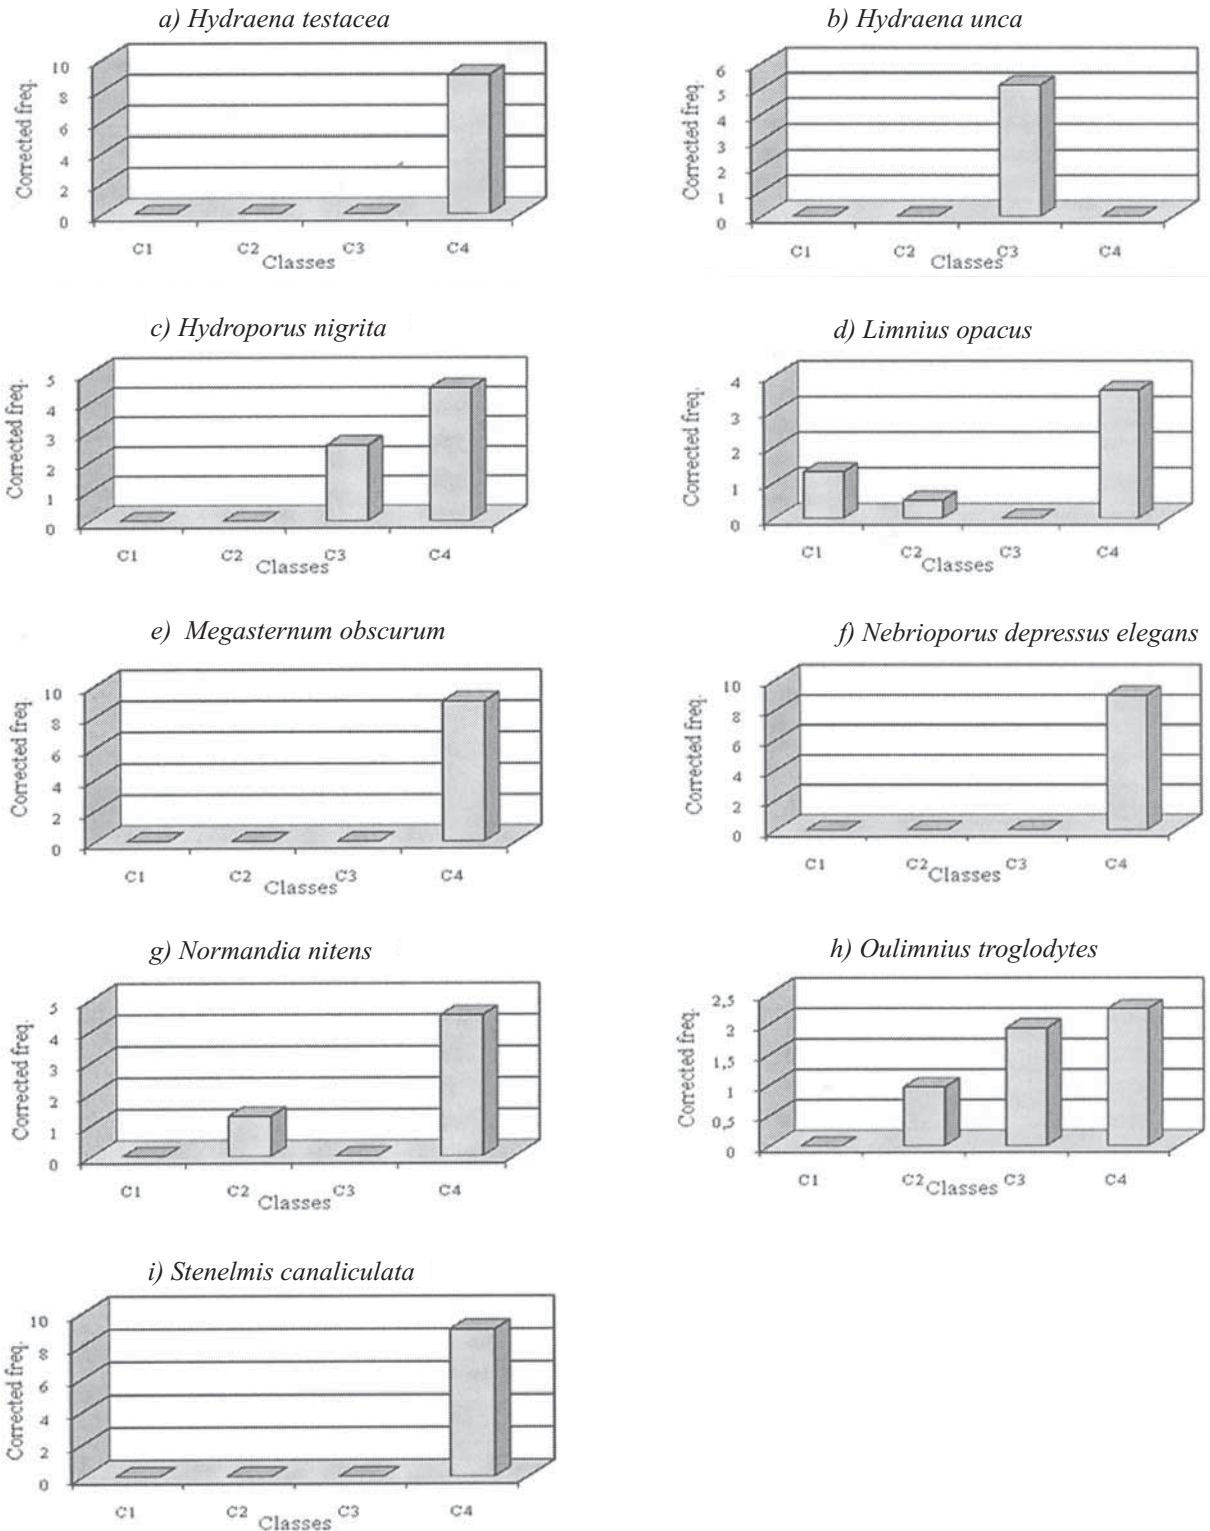 a) Hydraena testacea
Corrected freq.
10
8
6
4
2
0
C1 C2 C3 C4
Classes
b) Hydraena unca
Corrected freq.
6
5
4
3
2
1
0
C1 C2 C3 C4
Classes
c) Hydroporus nigrita
Corrected freq.
5
4
3
2
1
0
C1 C2 C3 C4
Classes
d) Limnius opacus
Corrected freq.
4
3
2
1
0
C1 C2 C3 C4
Classes
e) Megasternum obscurum
Corrected freq.
10
8
6
4
2
0
C1 C2 C3 C4
Classes
f) Nebrioporus depressus elegans
Corrected freq.
10
8
6
4
2
0
C1 C2 C3 C4
Classes
g) Normandia nitens
Corrected freq.
5
4
3
2
1
0
C1 C2 C3 C4
Classes
h) Oulimnius troglodytes
Corrected freq.
2,5
2
1,5
1
0,5
0
C1 C2 C3 C4
Classes
i) Stenelmis canaliculata
Corrected freq.
10
8
6
4
2
0
C1 C2 C3 C4
Classes